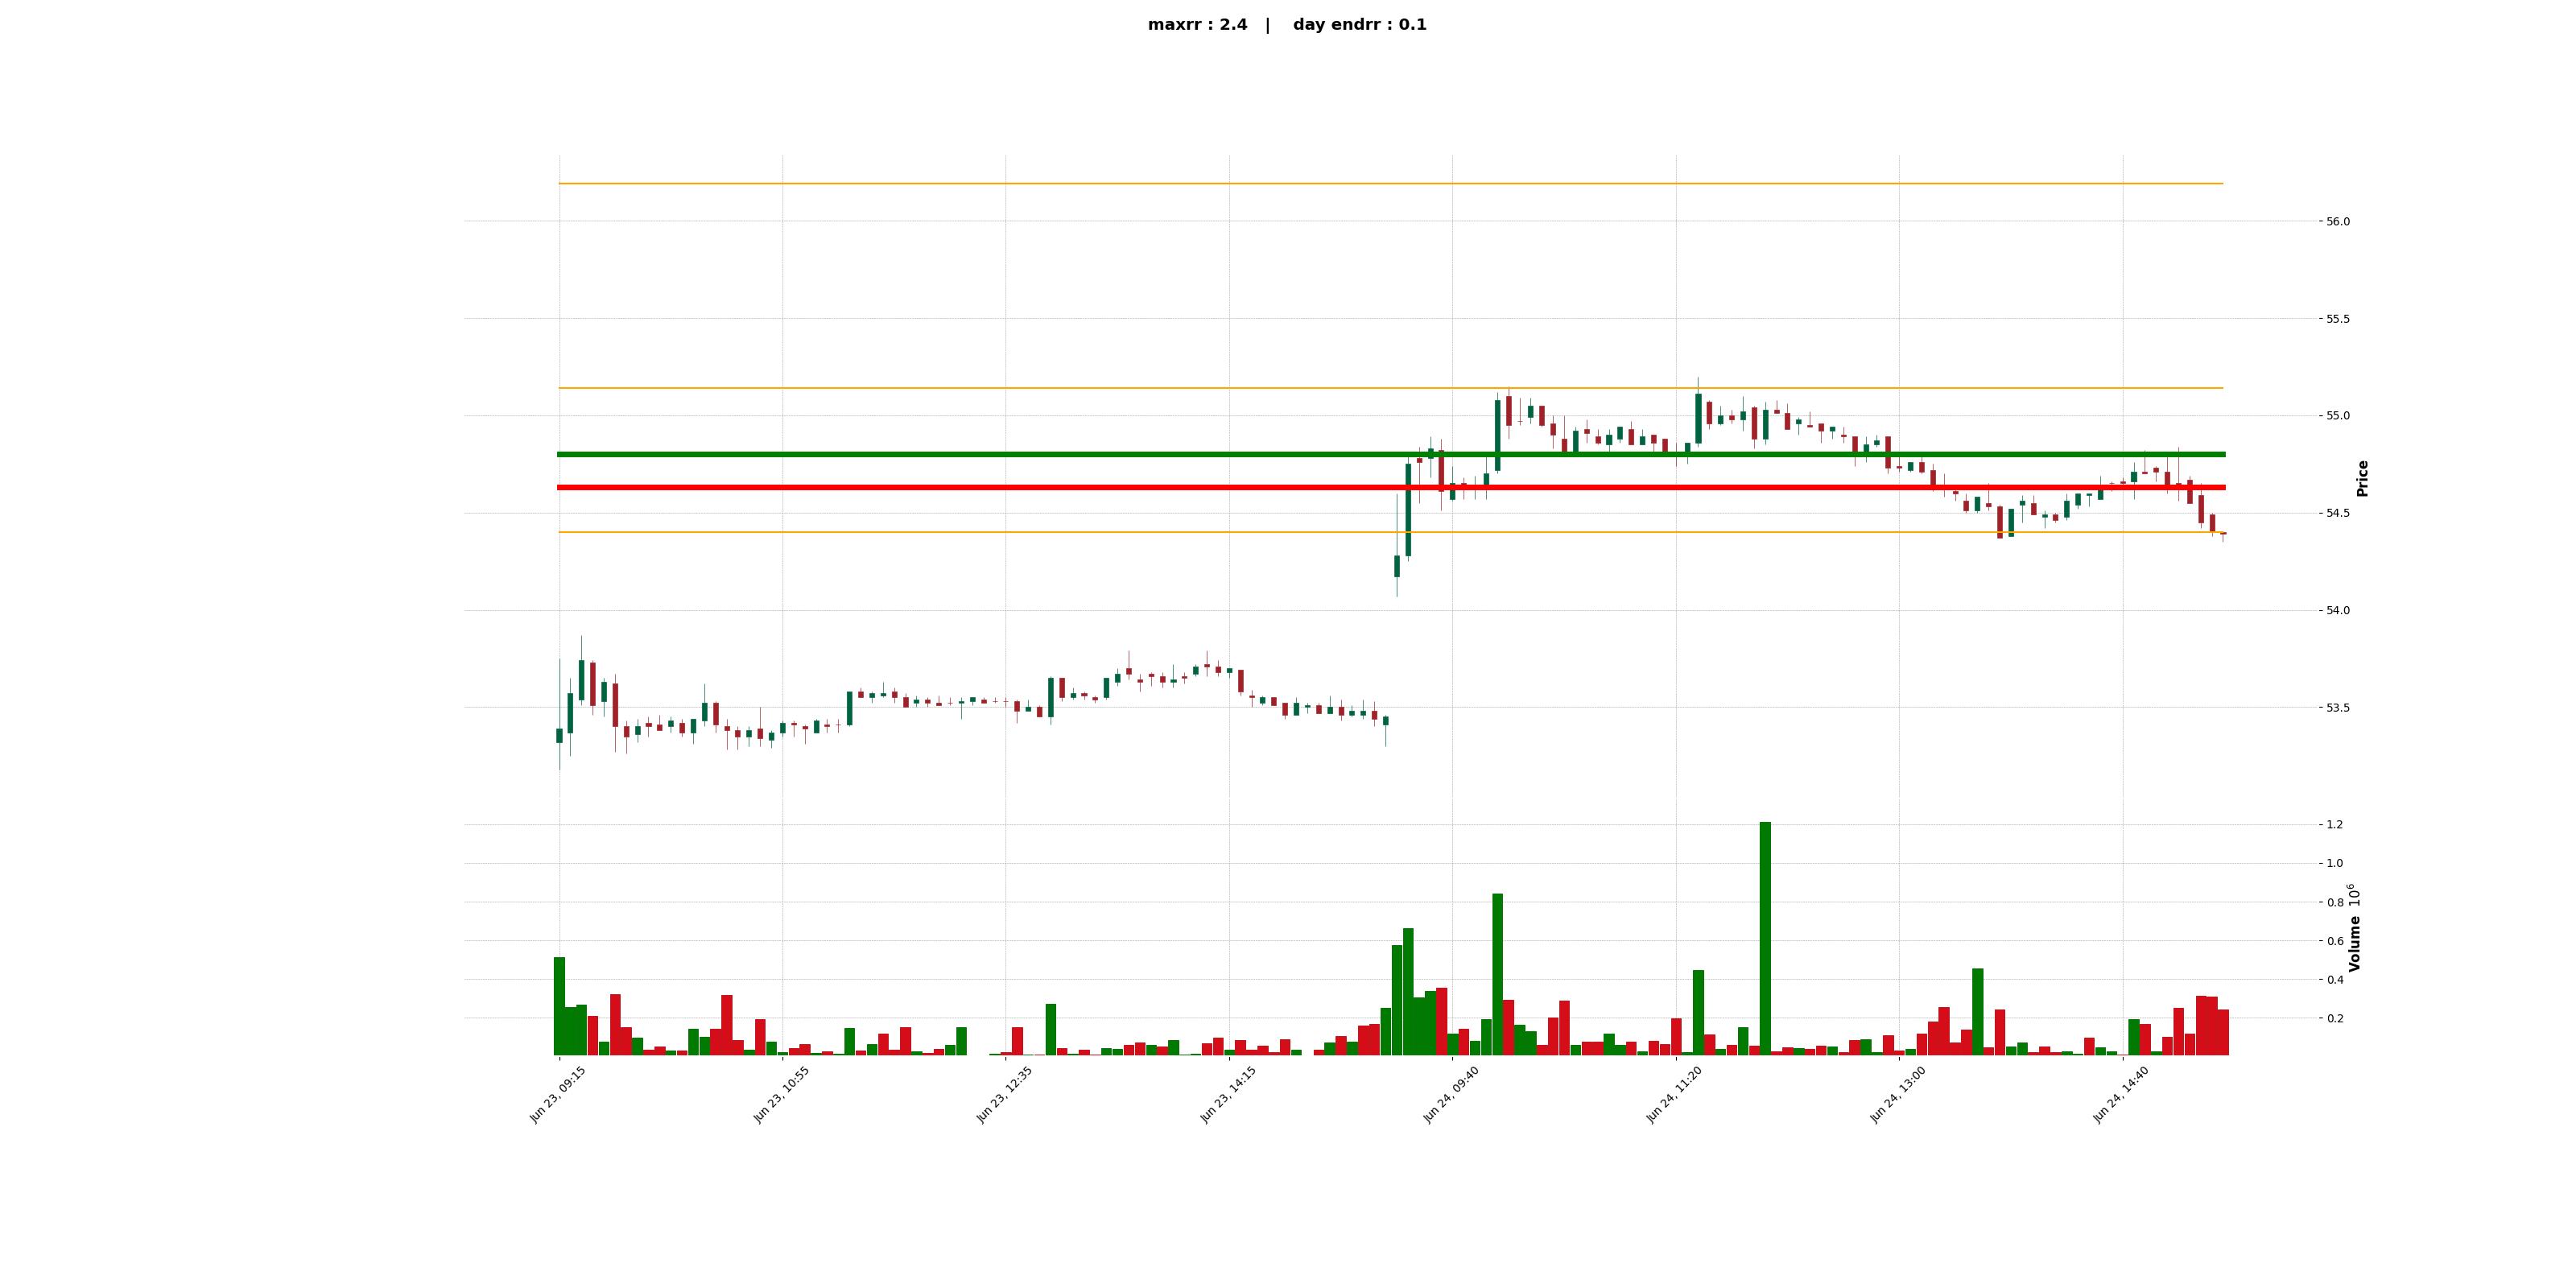 maxrr : 2.4   |    day endrr : 0.1
56.0
55.5
55.0
54.5
54.0
53.5
Price
1.2
1.0
0.8
0.6
0.4
0.2
Volume 10⁶
Jun 23, 09:15
Jun 23, 10:55
Jun 23, 12:35
Jun 23, 14:15
Jun 24, 09:40
Jun 24, 11:20
Jun 24, 13:00
Jun 24, 14:40